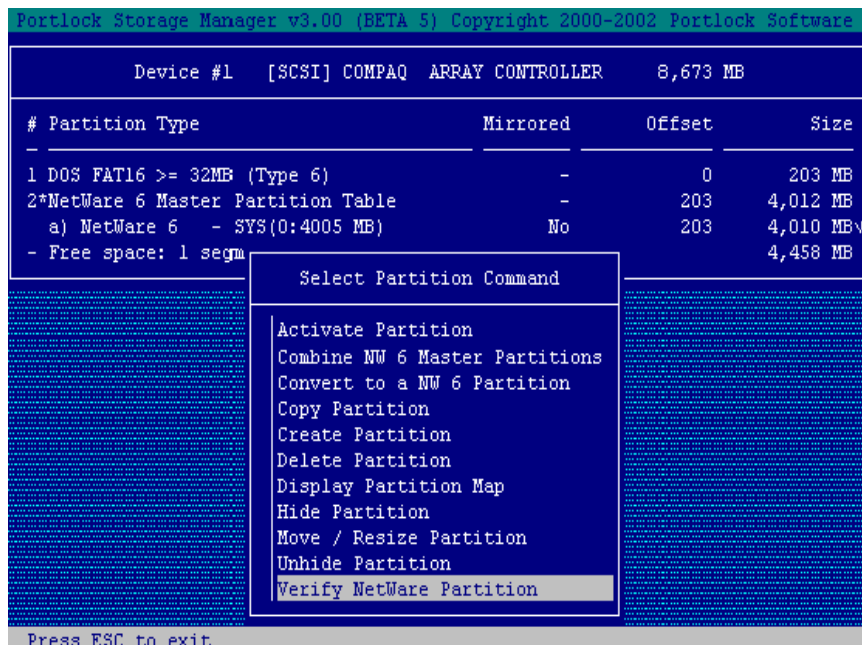 Portlock Storage Manager v3.00 (BETA 5) Copyright 2000-2002 Portlock Software
Device #1 [SCSI] COMPAQ ARRAY CONTROLLER 8,673 MB
# Partition Type Mirrored Offset Size
1 DOS FAT16 >= 32MB (Type 6) - 0 203 MB
2*NetWare 6 Master Partition Table - 203 4,012 MB
a) NetWare 6 - SYS(0:4005 MB) No 203 4,010 MBv
- Free space: 1 segm 4,458 MB
Select Partition Command
Activate Partition
Combine NW 6 Master Partitions
Convert to a NW 6 Partition
Copy Partition
Create Partition
Delete Partition
Display Partition Map
Hide Partition
Move / Resize Partition
Unhide Partition
Verify NetWare Partition
Press ESC to exit